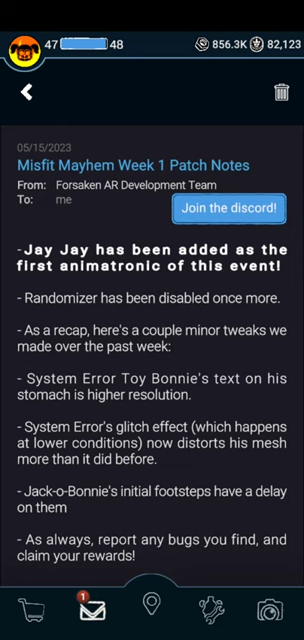 47 48 856.3K 82,123
05/15/2023
Misfit Mayhem Week 1 Patch Notes
From: Forsaken AR Development Team
To: me
Join the discord!
-Jay Jay has been added as the
first animatronic of this event!
- Randomizer has been disabled once more.
- As a recap, here's a couple minor tweaks we
made over the past week:
- System Error Toy Bonnie's text on his
stomach is higher resolution.
- System Error's glitch effect (which happens
at lower conditions) now distorts his mesh
more than it did before.
- Jack-o-Bonnie's initial footsteps have a delay
on them
- As always, report any bugs you find, and
claim your rewards!
1